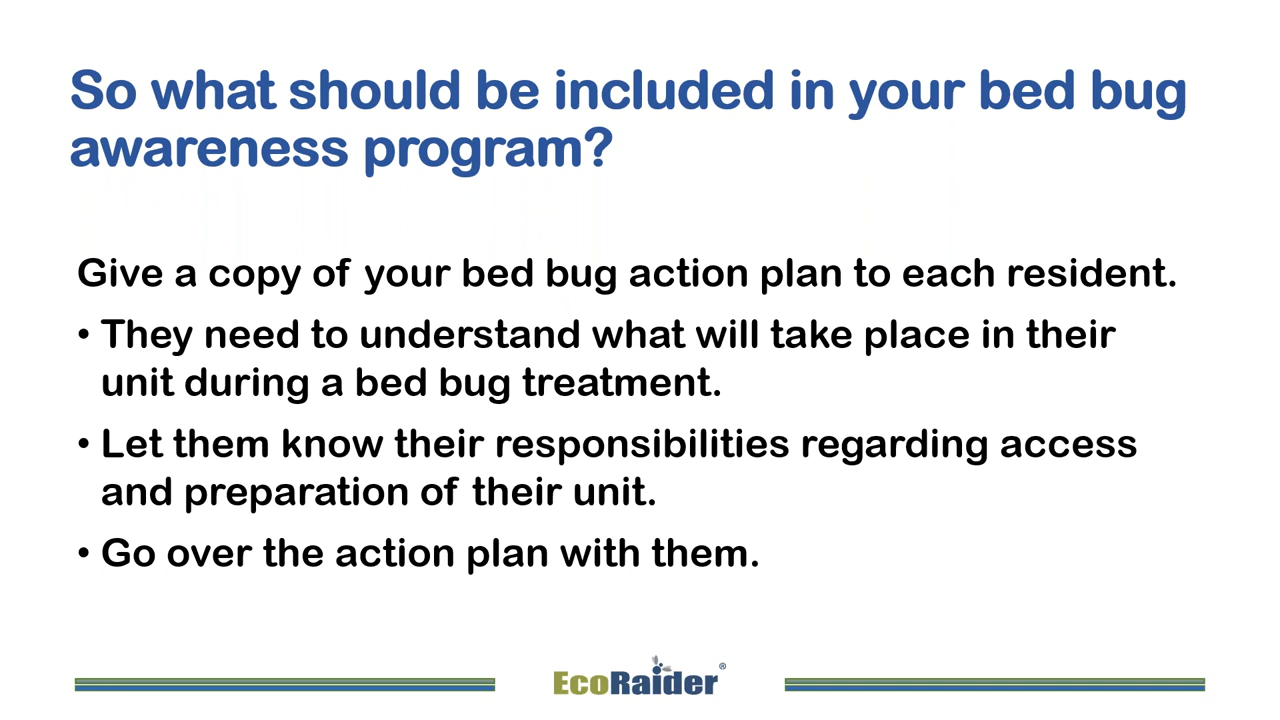 So what should be included in your bed bug
awareness program?
Give a copy of your bed bug action plan to each resident.
• They need to understand what will take place in their
unit during a bed bug treatment.
• Let them know their responsibilities regarding access
and preparation of their unit.
• Go over the action plan with them.
EcoRaider®